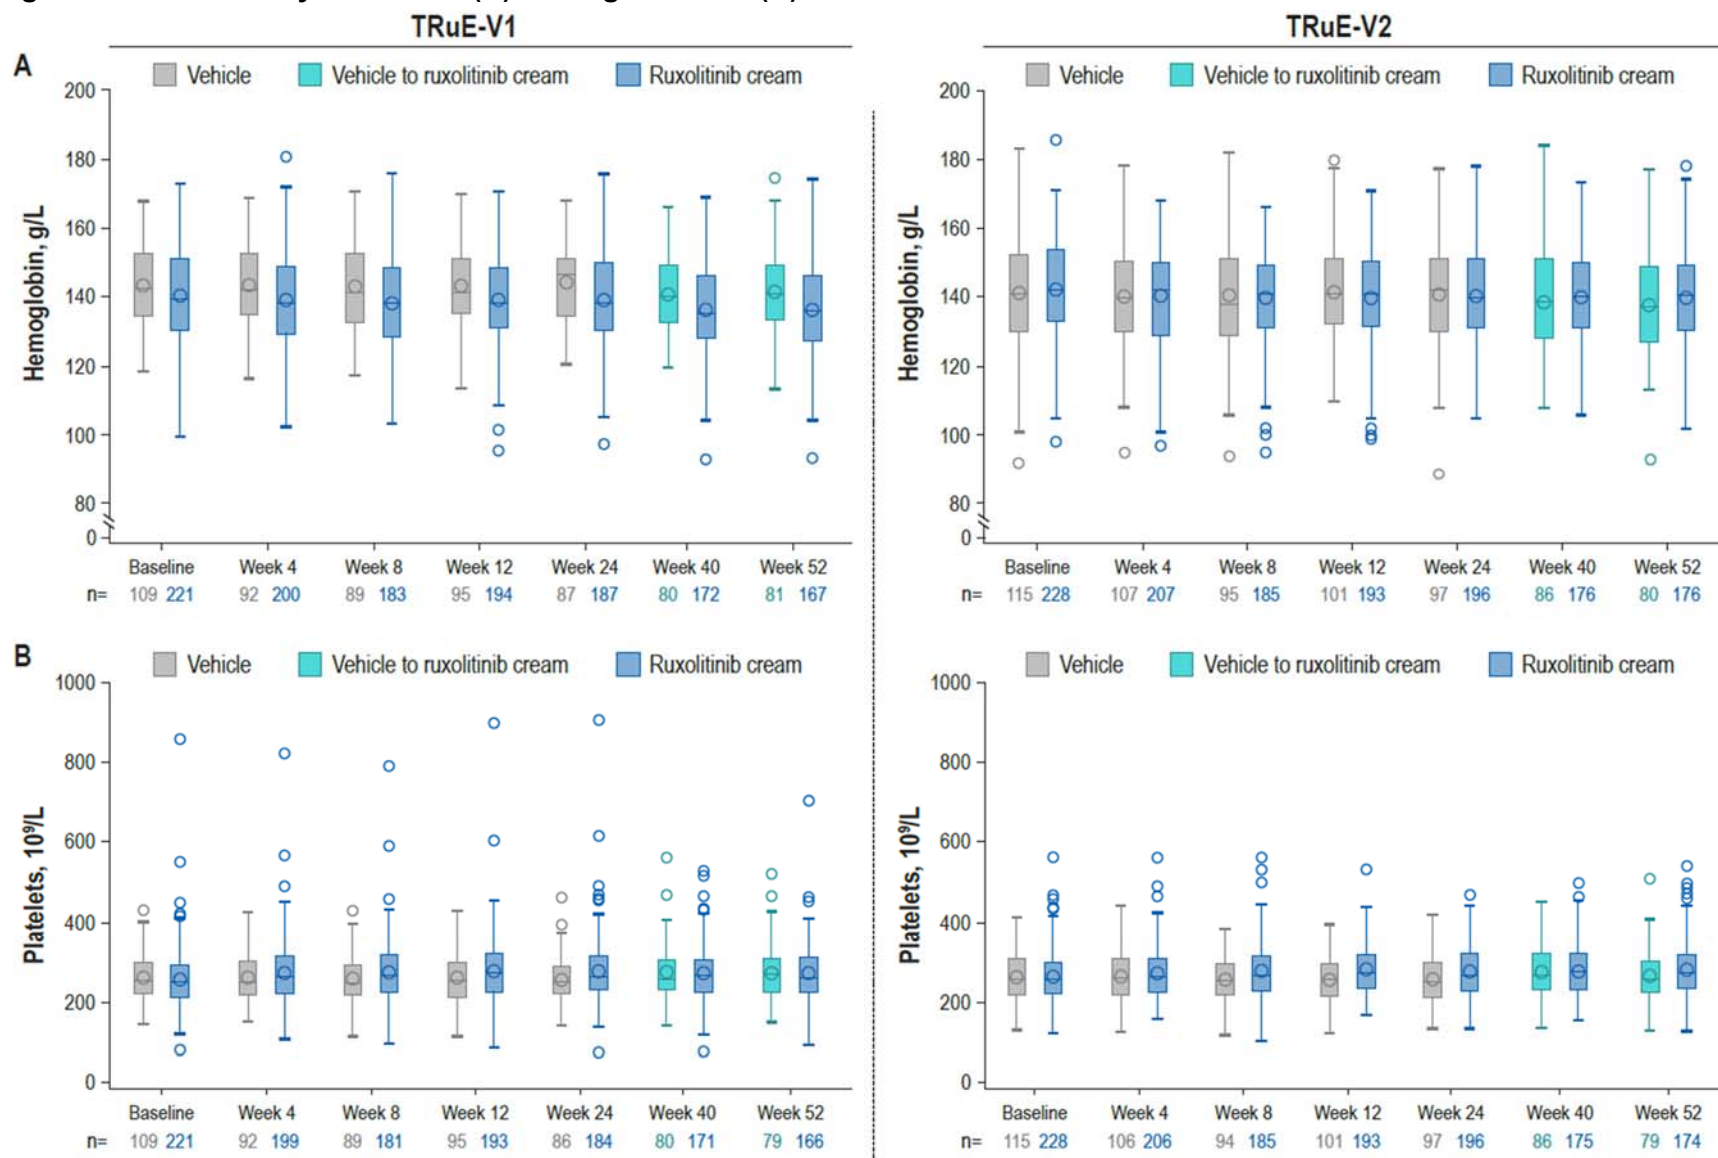 TRuE-V1
TRuE-V2
A
Vehicle
Vehicle to ruxolitinib cream
Ruxolitinib cream
Vehicle
Vehicle to ruxolitinib cream
Ruxolitinib cream
Hemoglobin, g/L
200
180
160
140
120
100
80
0
Baseline Week 4 Week 8 Week 12 Week 24 Week 40 Week 52
n= 109 221 92 200 89 183 95 194 87 187 80 172 81 167
Hemoglobin, g/L
200
180
160
140
120
100
80
0
Baseline Week 4 Week 8 Week 12 Week 24 Week 40 Week 52
n= 115 228 107 207 95 185 101 193 97 196 86 176 80 176
B
Vehicle
Vehicle to ruxolitinib cream
Ruxolitinib cream
Vehicle
Vehicle to ruxolitinib cream
Ruxolitinib cream
Platelets, 10⁹/L
1000
800
600
400
200
0
Baseline Week 4 Week 8 Week 12 Week 24 Week 40 Week 52
n= 109 221 92 199 89 181 95 193 86 184 80 171 79 166
Platelets, 10⁹/L
1000
800
600
400
200
0
Baseline Week 4 Week 8 Week 12 Week 24 Week 40 Week 52
n= 115 228 106 206 94 185 101 193 97 196 86 175 79 174